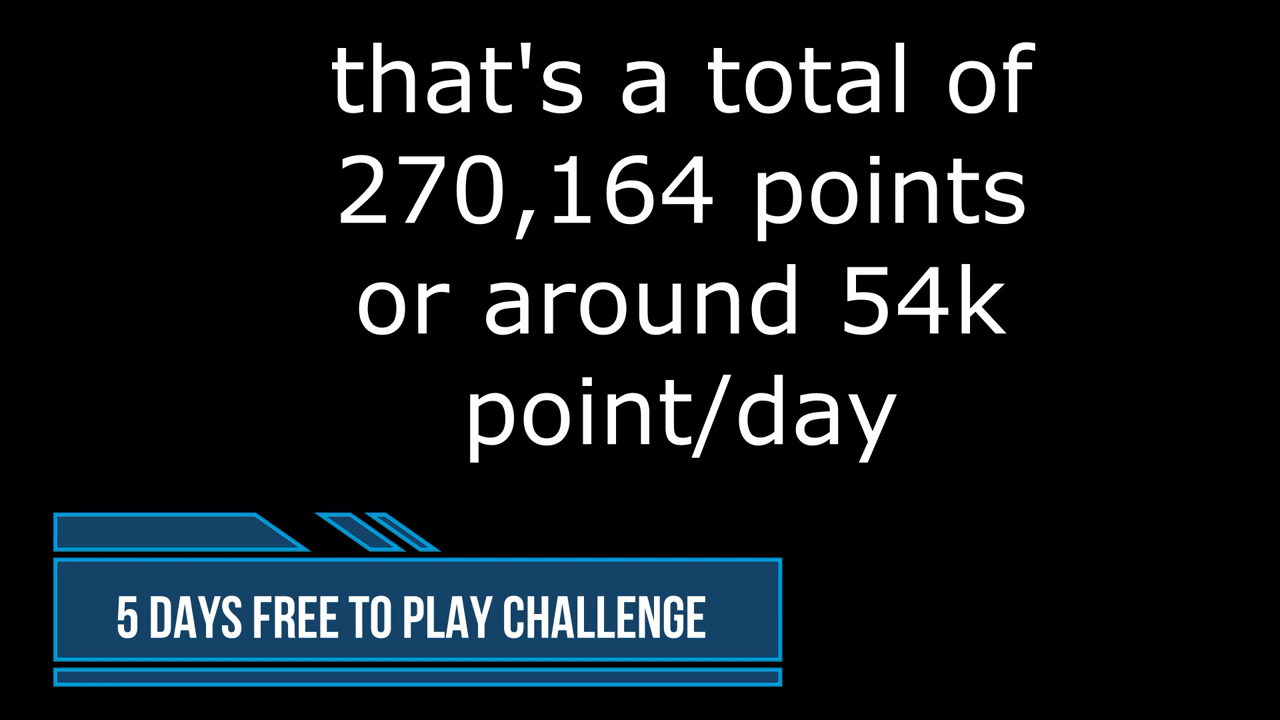 that's a total of
270,164 points
or around 54k
point/day
5 DAYS FREE TO PLAY CHALLENGE